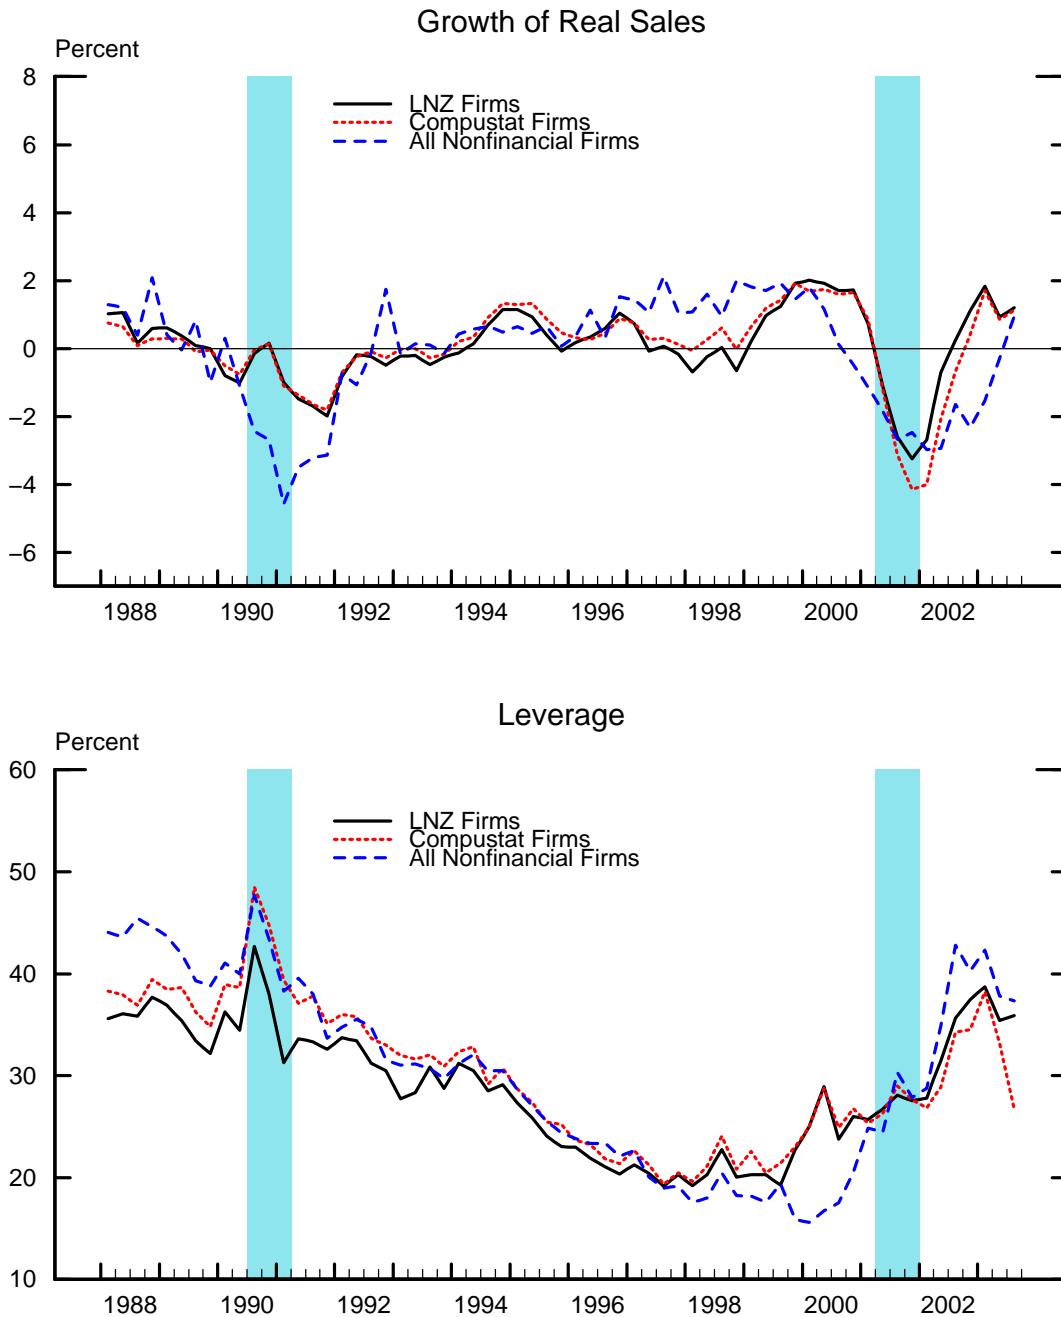 Growth of Real Sales
Percent
8
6
4
2
0
−2
−4
−6
LNZ Firms
Compustat Firms
All Nonfinancial Firms
1988 1990 1992 1994 1996 1998 2000 2002
Leverage
Percent
60
50
40
30
20
10
LNZ Firms
Compustat Firms
All Nonfinancial Firms
1988 1990 1992 1994 1996 1998 2000 2002